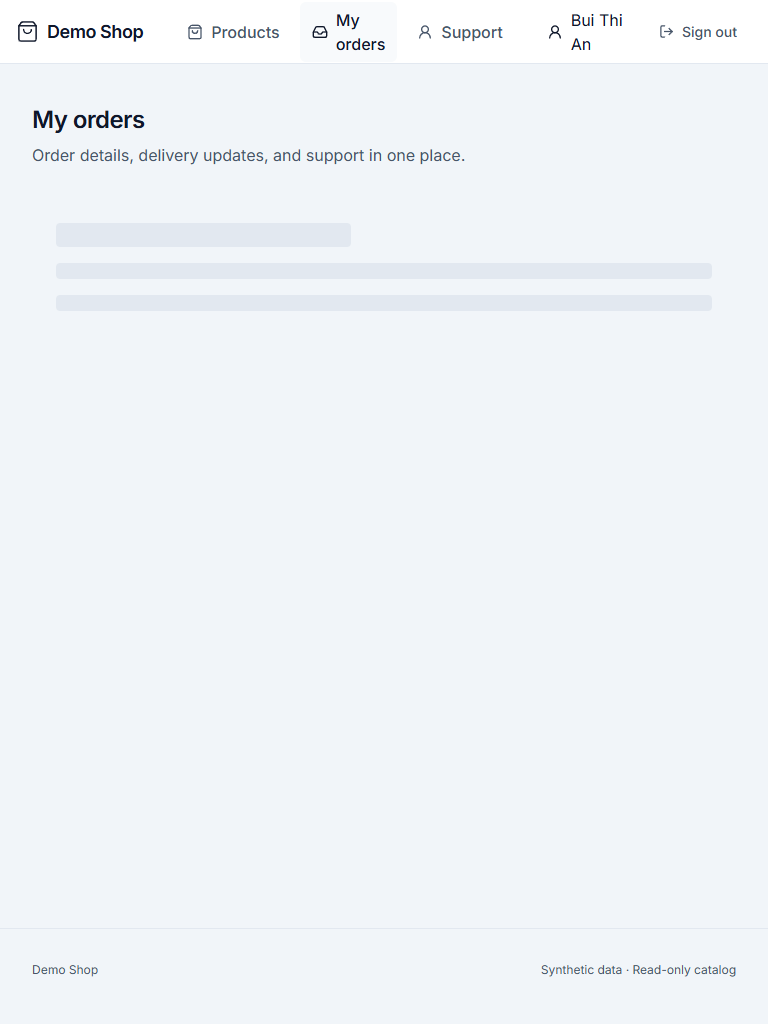 Demo Shop
Products
My
orders
Support
Bui Thi
An
Sign out
My orders
Order details, delivery updates, and support in one place.
Demo Shop
Synthetic data · Read-only catalog